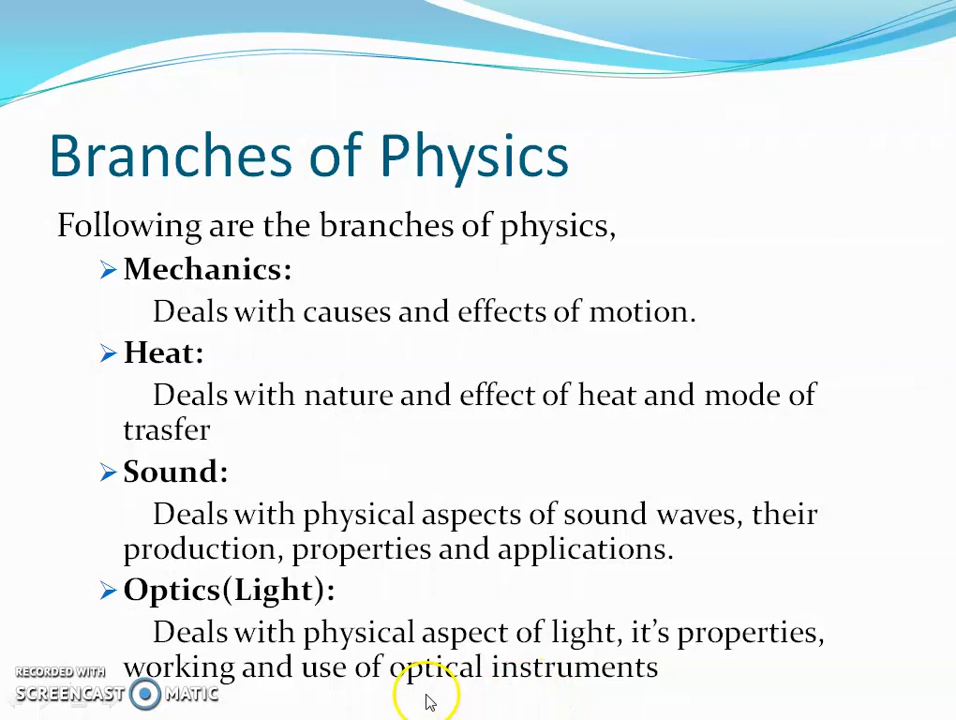 Branches of Physics
Following are the branches of physics,
Mechanics:
Deals with causes and effects of motion.
Heat:
Deals with nature and effect of heat and mode of
trasfer
Sound:
Deals with physical aspects of sound waves, their
production, properties and applications.
Optics(Light):
Deals with physical aspect of light, it’s properties,
working and use of optical instruments
RECORDED WITH
SCREENCAST MATIC